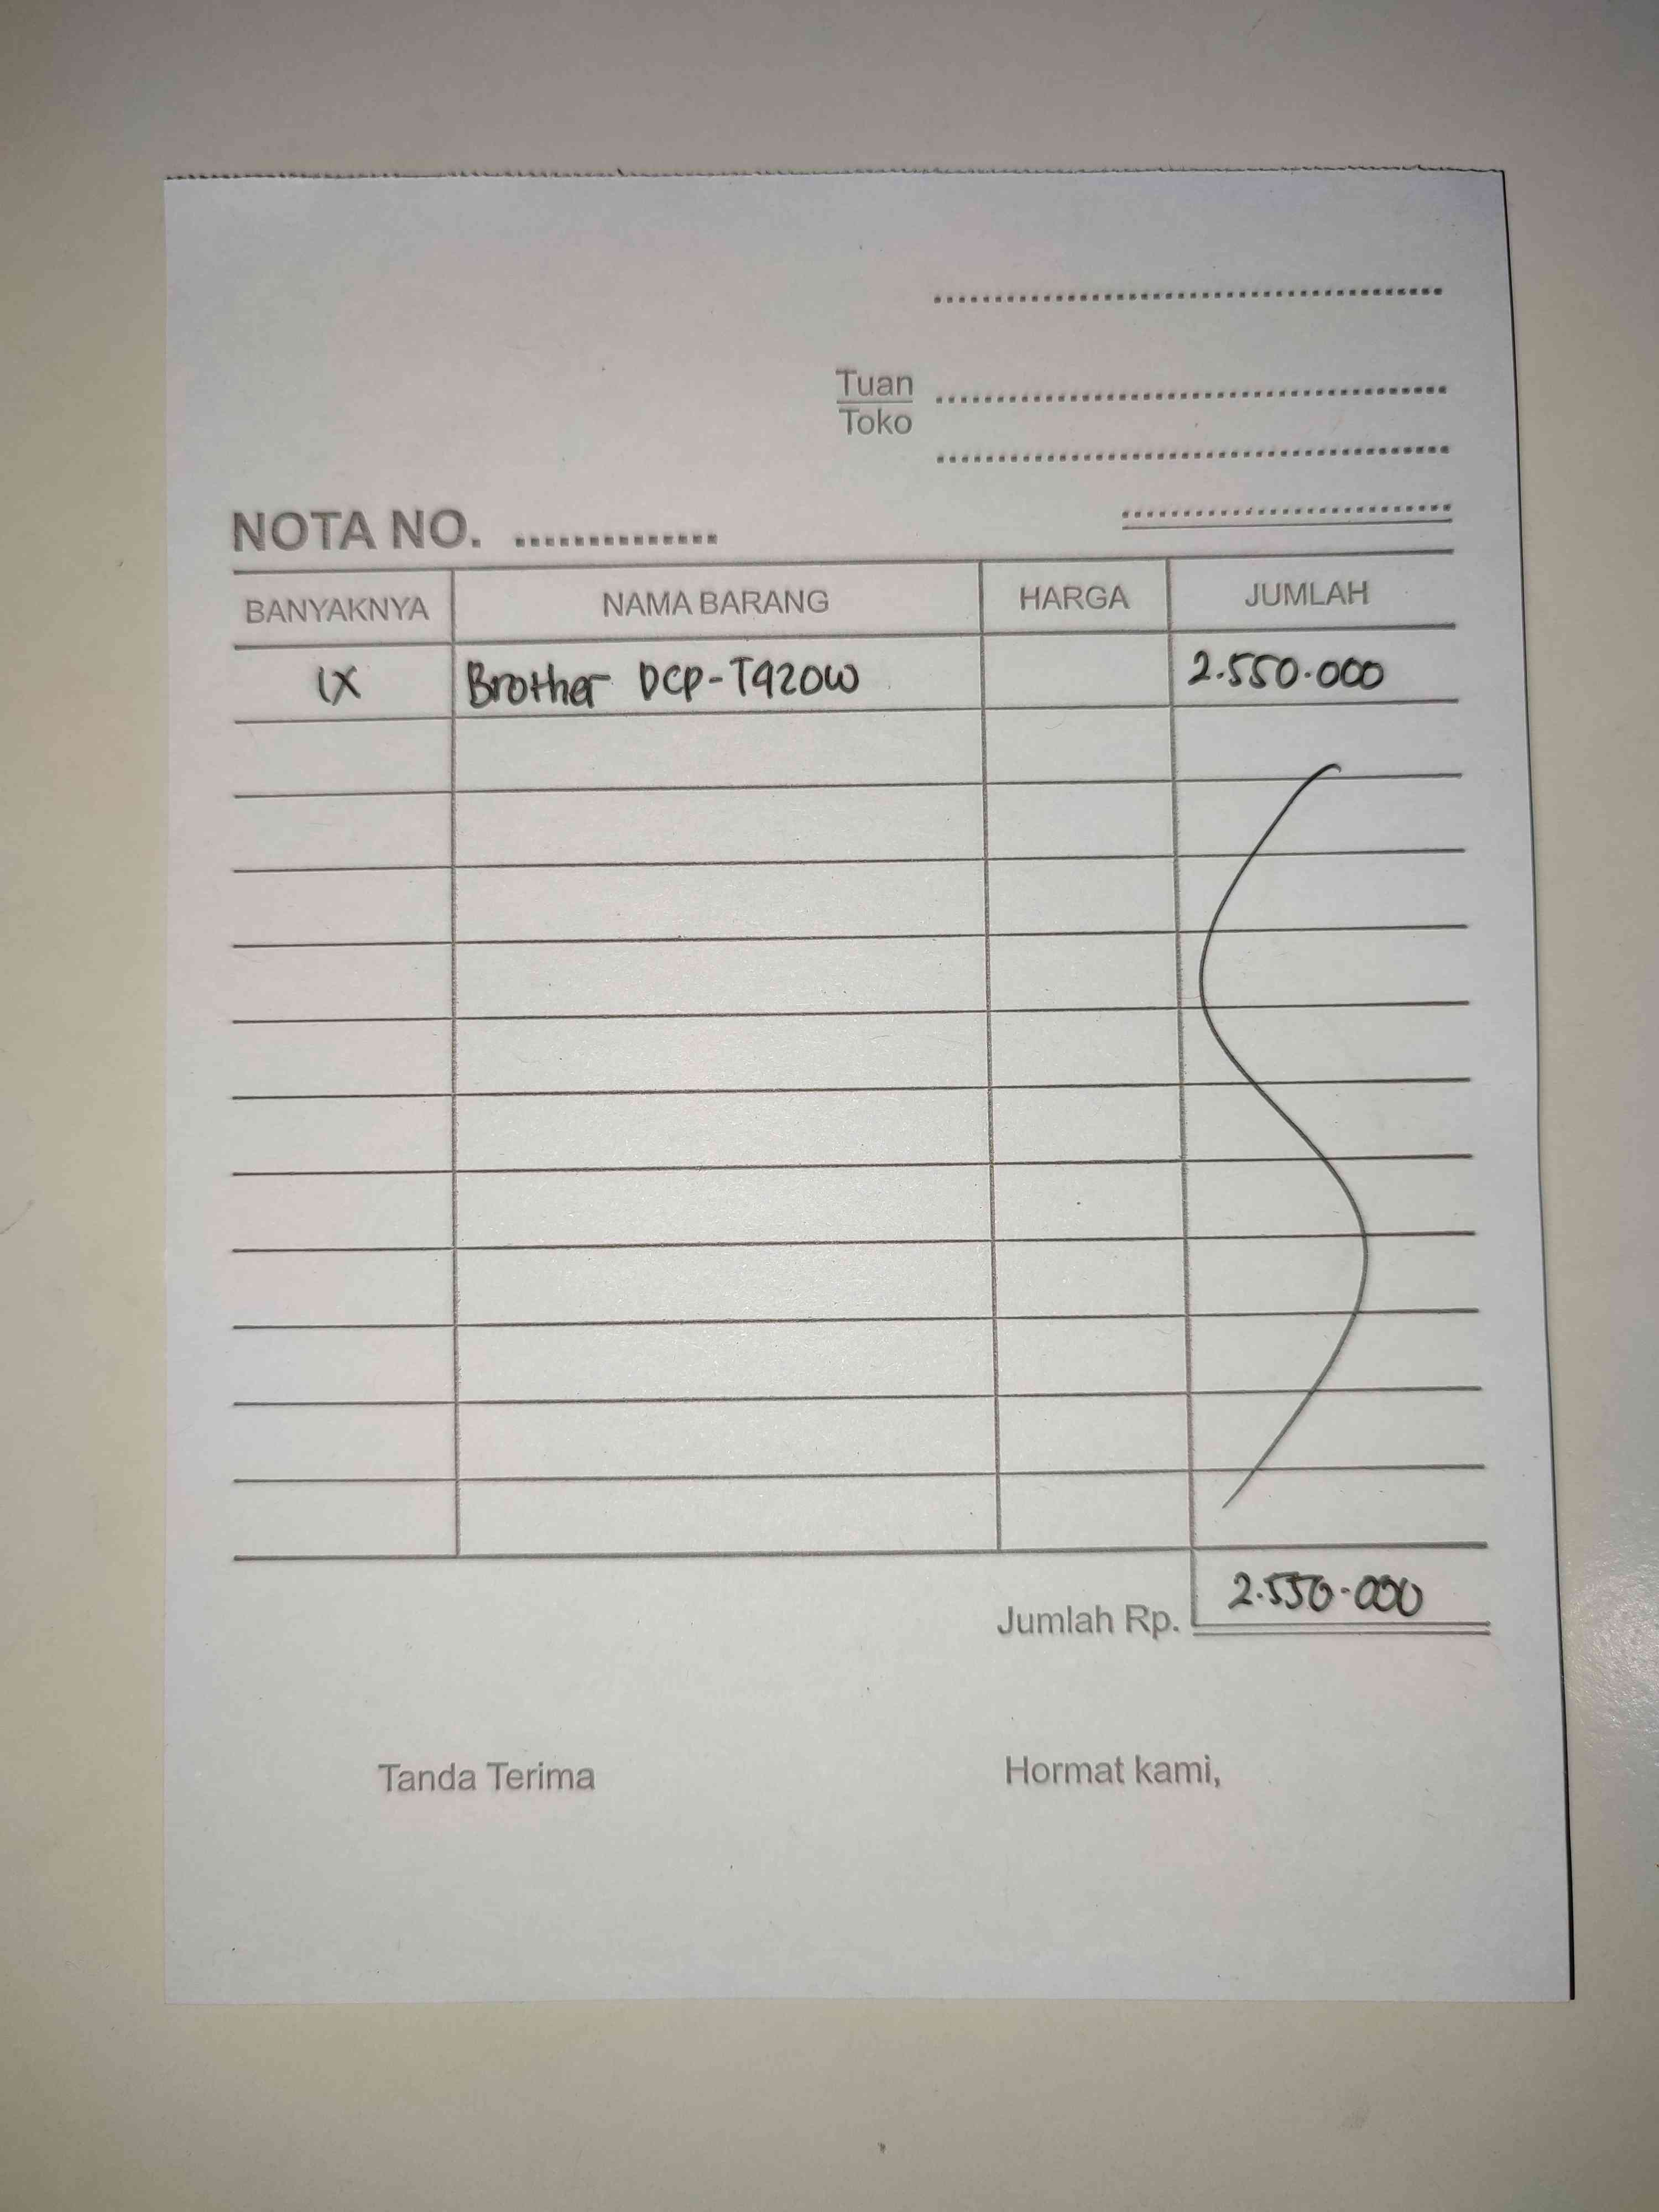 Tuan
Toko
NOTA NO. ..............
BANYAKNYA NAMA BARANG HARGA JUMLAH
1X Brother DCP-T920W 2.550.000
Jumlah Rp. 2.550.000
Tanda Terima Hormat kami,